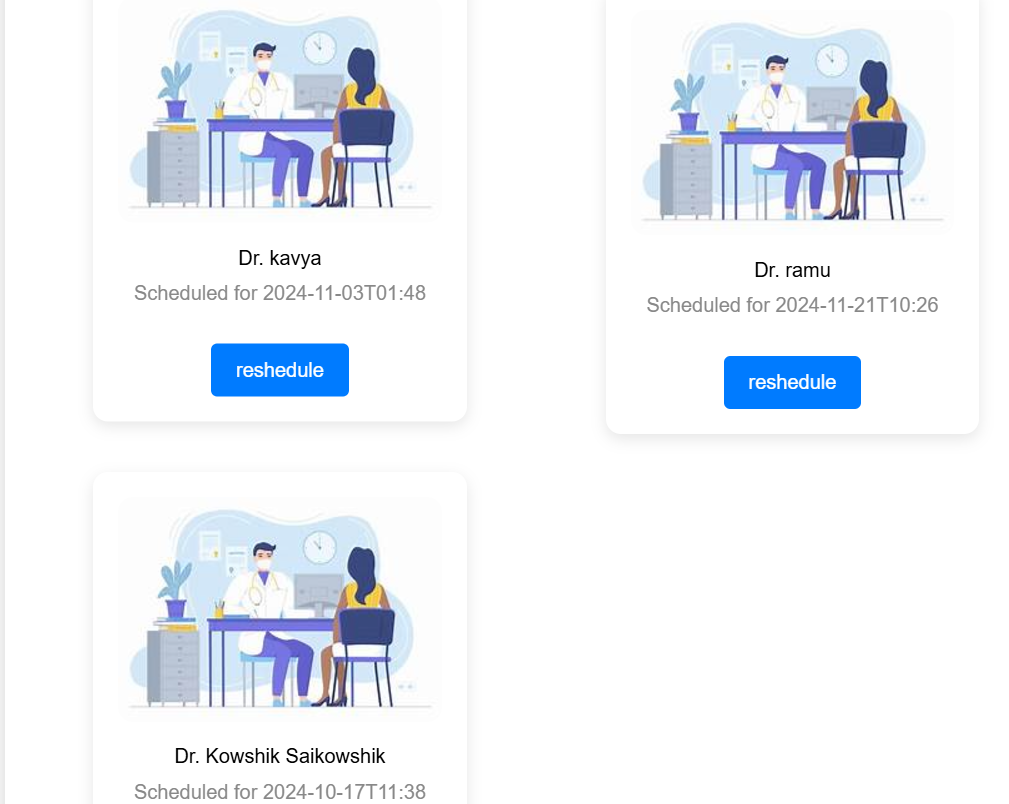 Dr. kavya
Scheduled for 2024-11-03T01:48
reshedule
Dr. ramu
Scheduled for 2024-11-21T10:26
reshedule
Dr. Kowshik Saikowshik
Scheduled for 2024-10-17T11:38